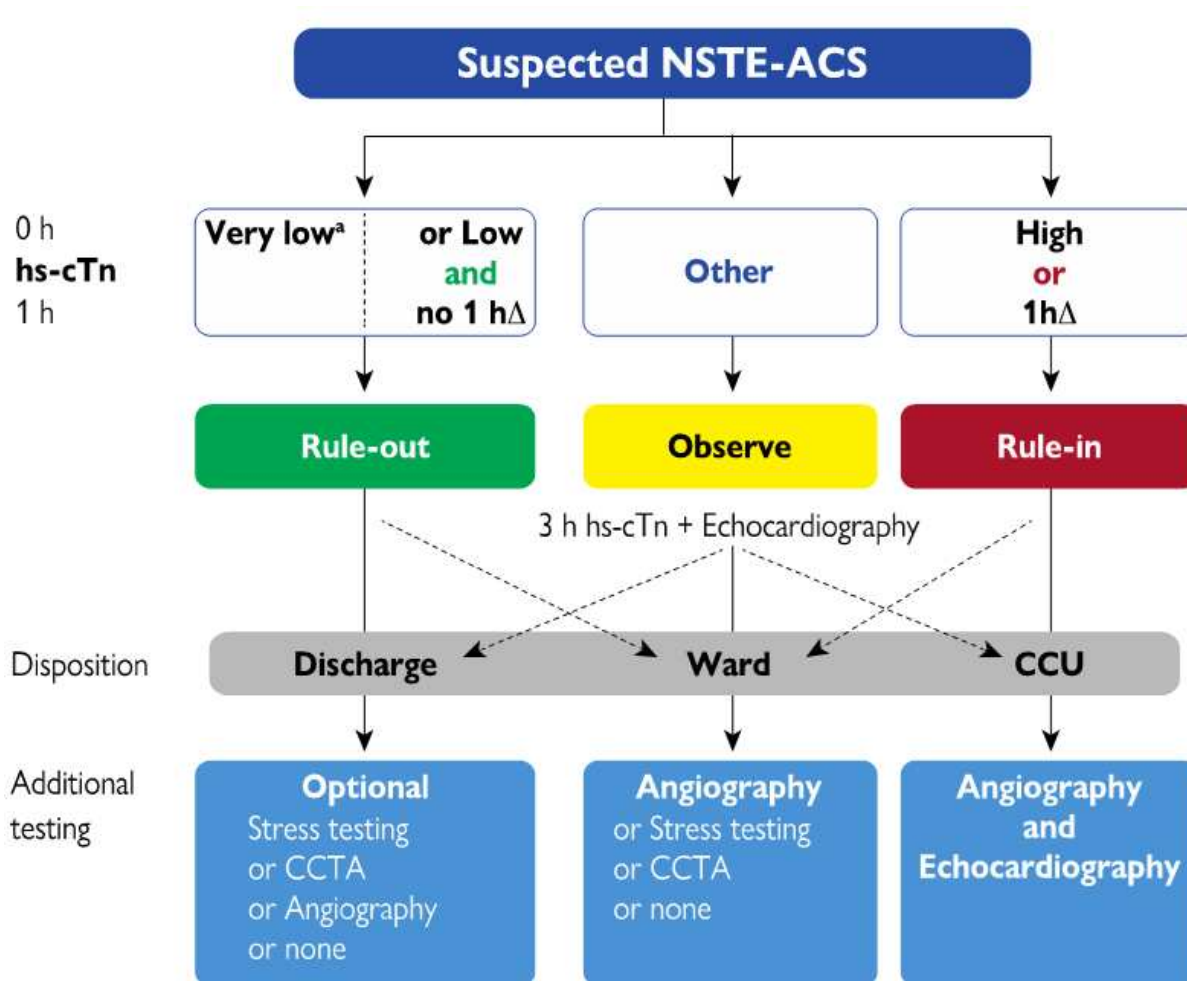 Suspected NSTE-ACS
0 h
hs-cTn
1 h
Very lowᵃ
or Low
and
no 1 hΔ
Other
High
or
1hΔ
Rule-out
Observe
Rule-in
3 h hs-cTn + Echocardiography
Disposition
Discharge
Ward
CCU
Additional
testing
Optional
Stress testing
or CCTA
or Angiography
or none
Angiography
or Stress testing
or CCTA
or none
Angiography
and
Echocardiography